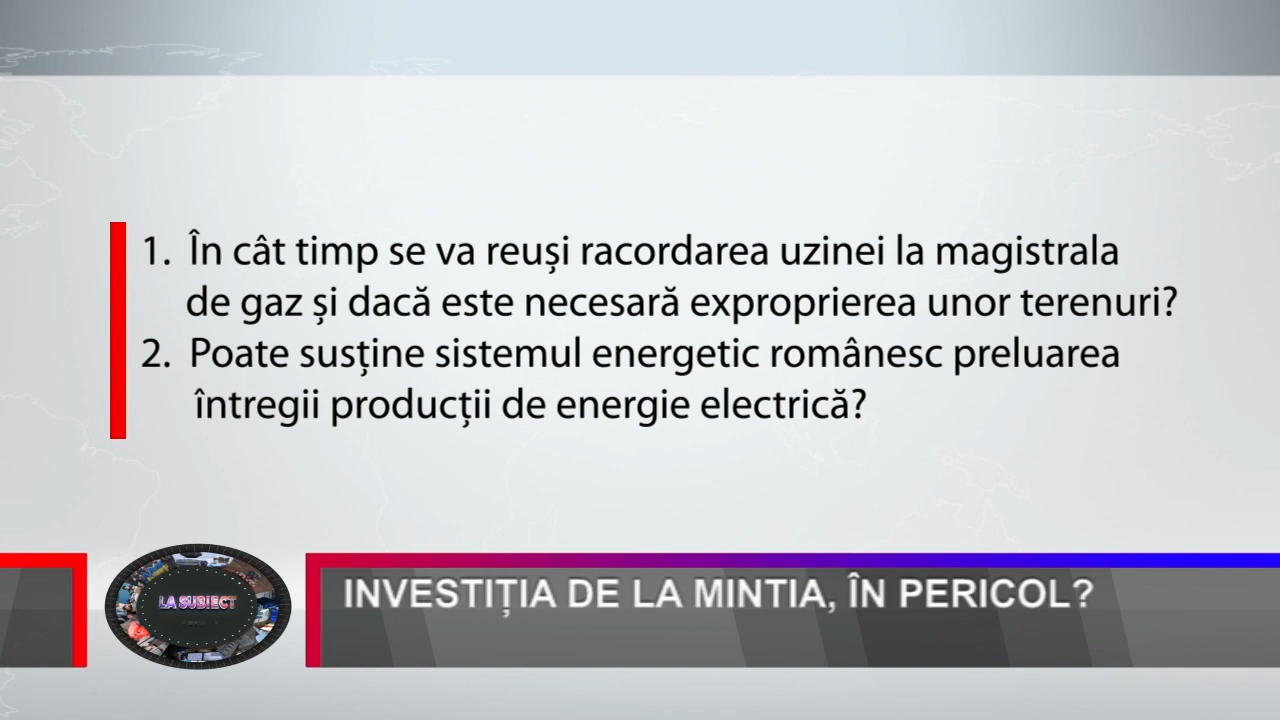 1. În cât timp se va reuși racordarea uzinei la magistrala
de gaz și dacă este necesară exproprierea unor terenuri?
2. Poate susține sistemul energetic românesc preluarea
întregii producții de energie electrică?
LA SUBIECT
INVESTIȚIA DE LA MINTIA, ÎN PERICOL?